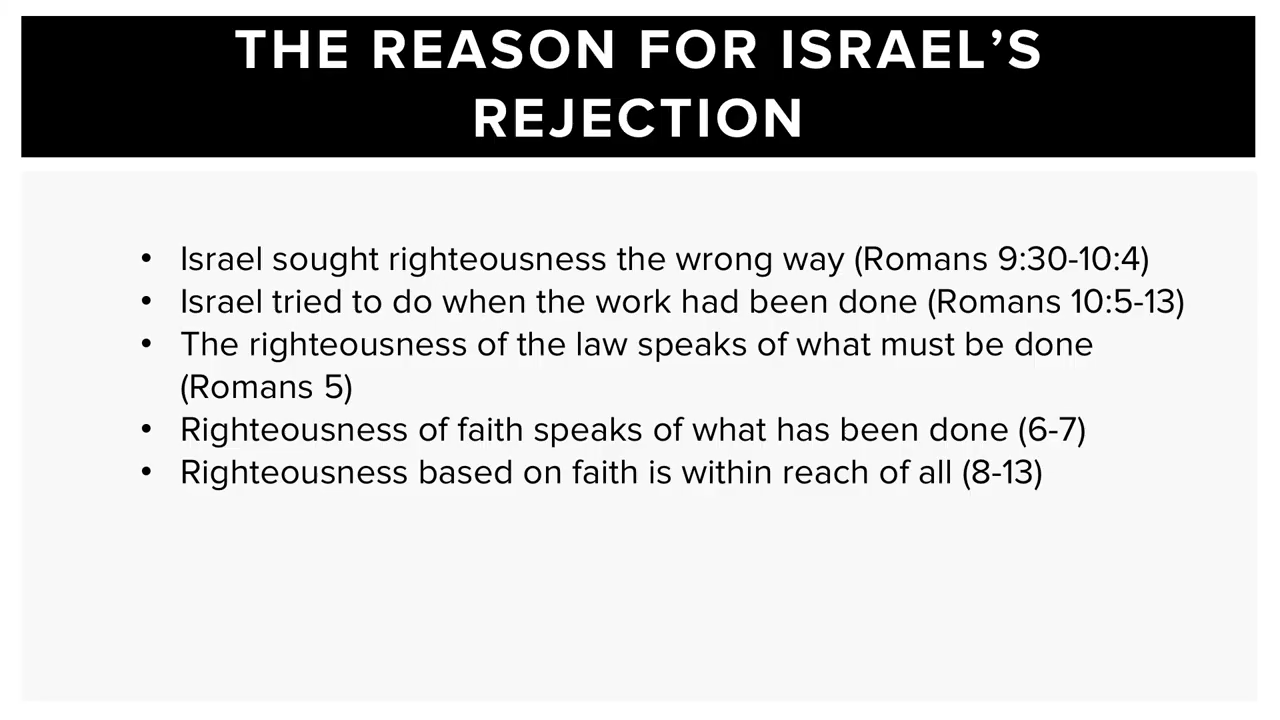 THE REASON FOR ISRAEL’S
REJECTION
• Israel sought righteousness the wrong way (Romans 9:30-10:4)
• Israel tried to do when the work had been done (Romans 10:5-13)
• The righteousness of the law speaks of what must be done
(Romans 5)
• Righteousness of faith speaks of what has been done (6-7)
• Righteousness based on faith is within reach of all (8-13)